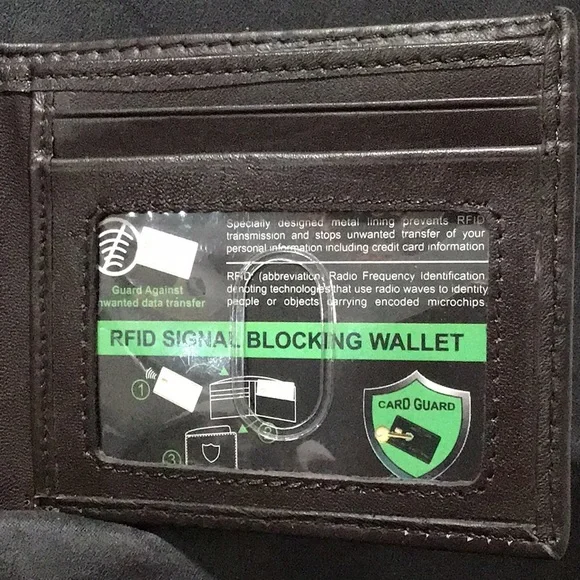 Specially designed metal lining prevents RFID
transmission and stops unwanted transfer of your
personal information including credit card information
Guard Against
nwanted data transfer
RFID, (abbreviation Radio Frequency Identification
denoting technologies that use radio waves to identity
people or objects carrying encoded microchips
RFID SIGNAL BLOCKING WALLET
1
2
3
CARD GUARD